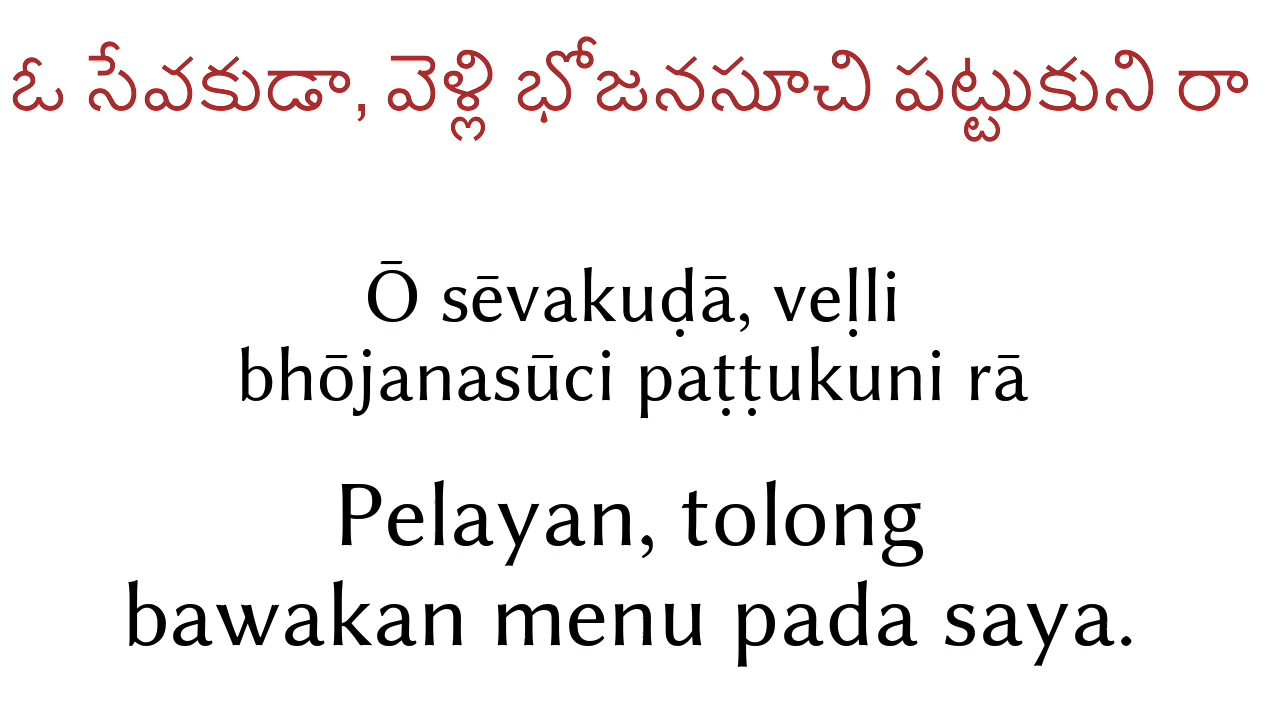 ఓ సేవకుడా, వెళ్లి భోజనసూచి పట్టుకుని రా
Ō sēvakuḍā, veḷli
bhōjanasūci paṭṭukuni rā
Pelayan, tolong
bawakan menu pada saya.